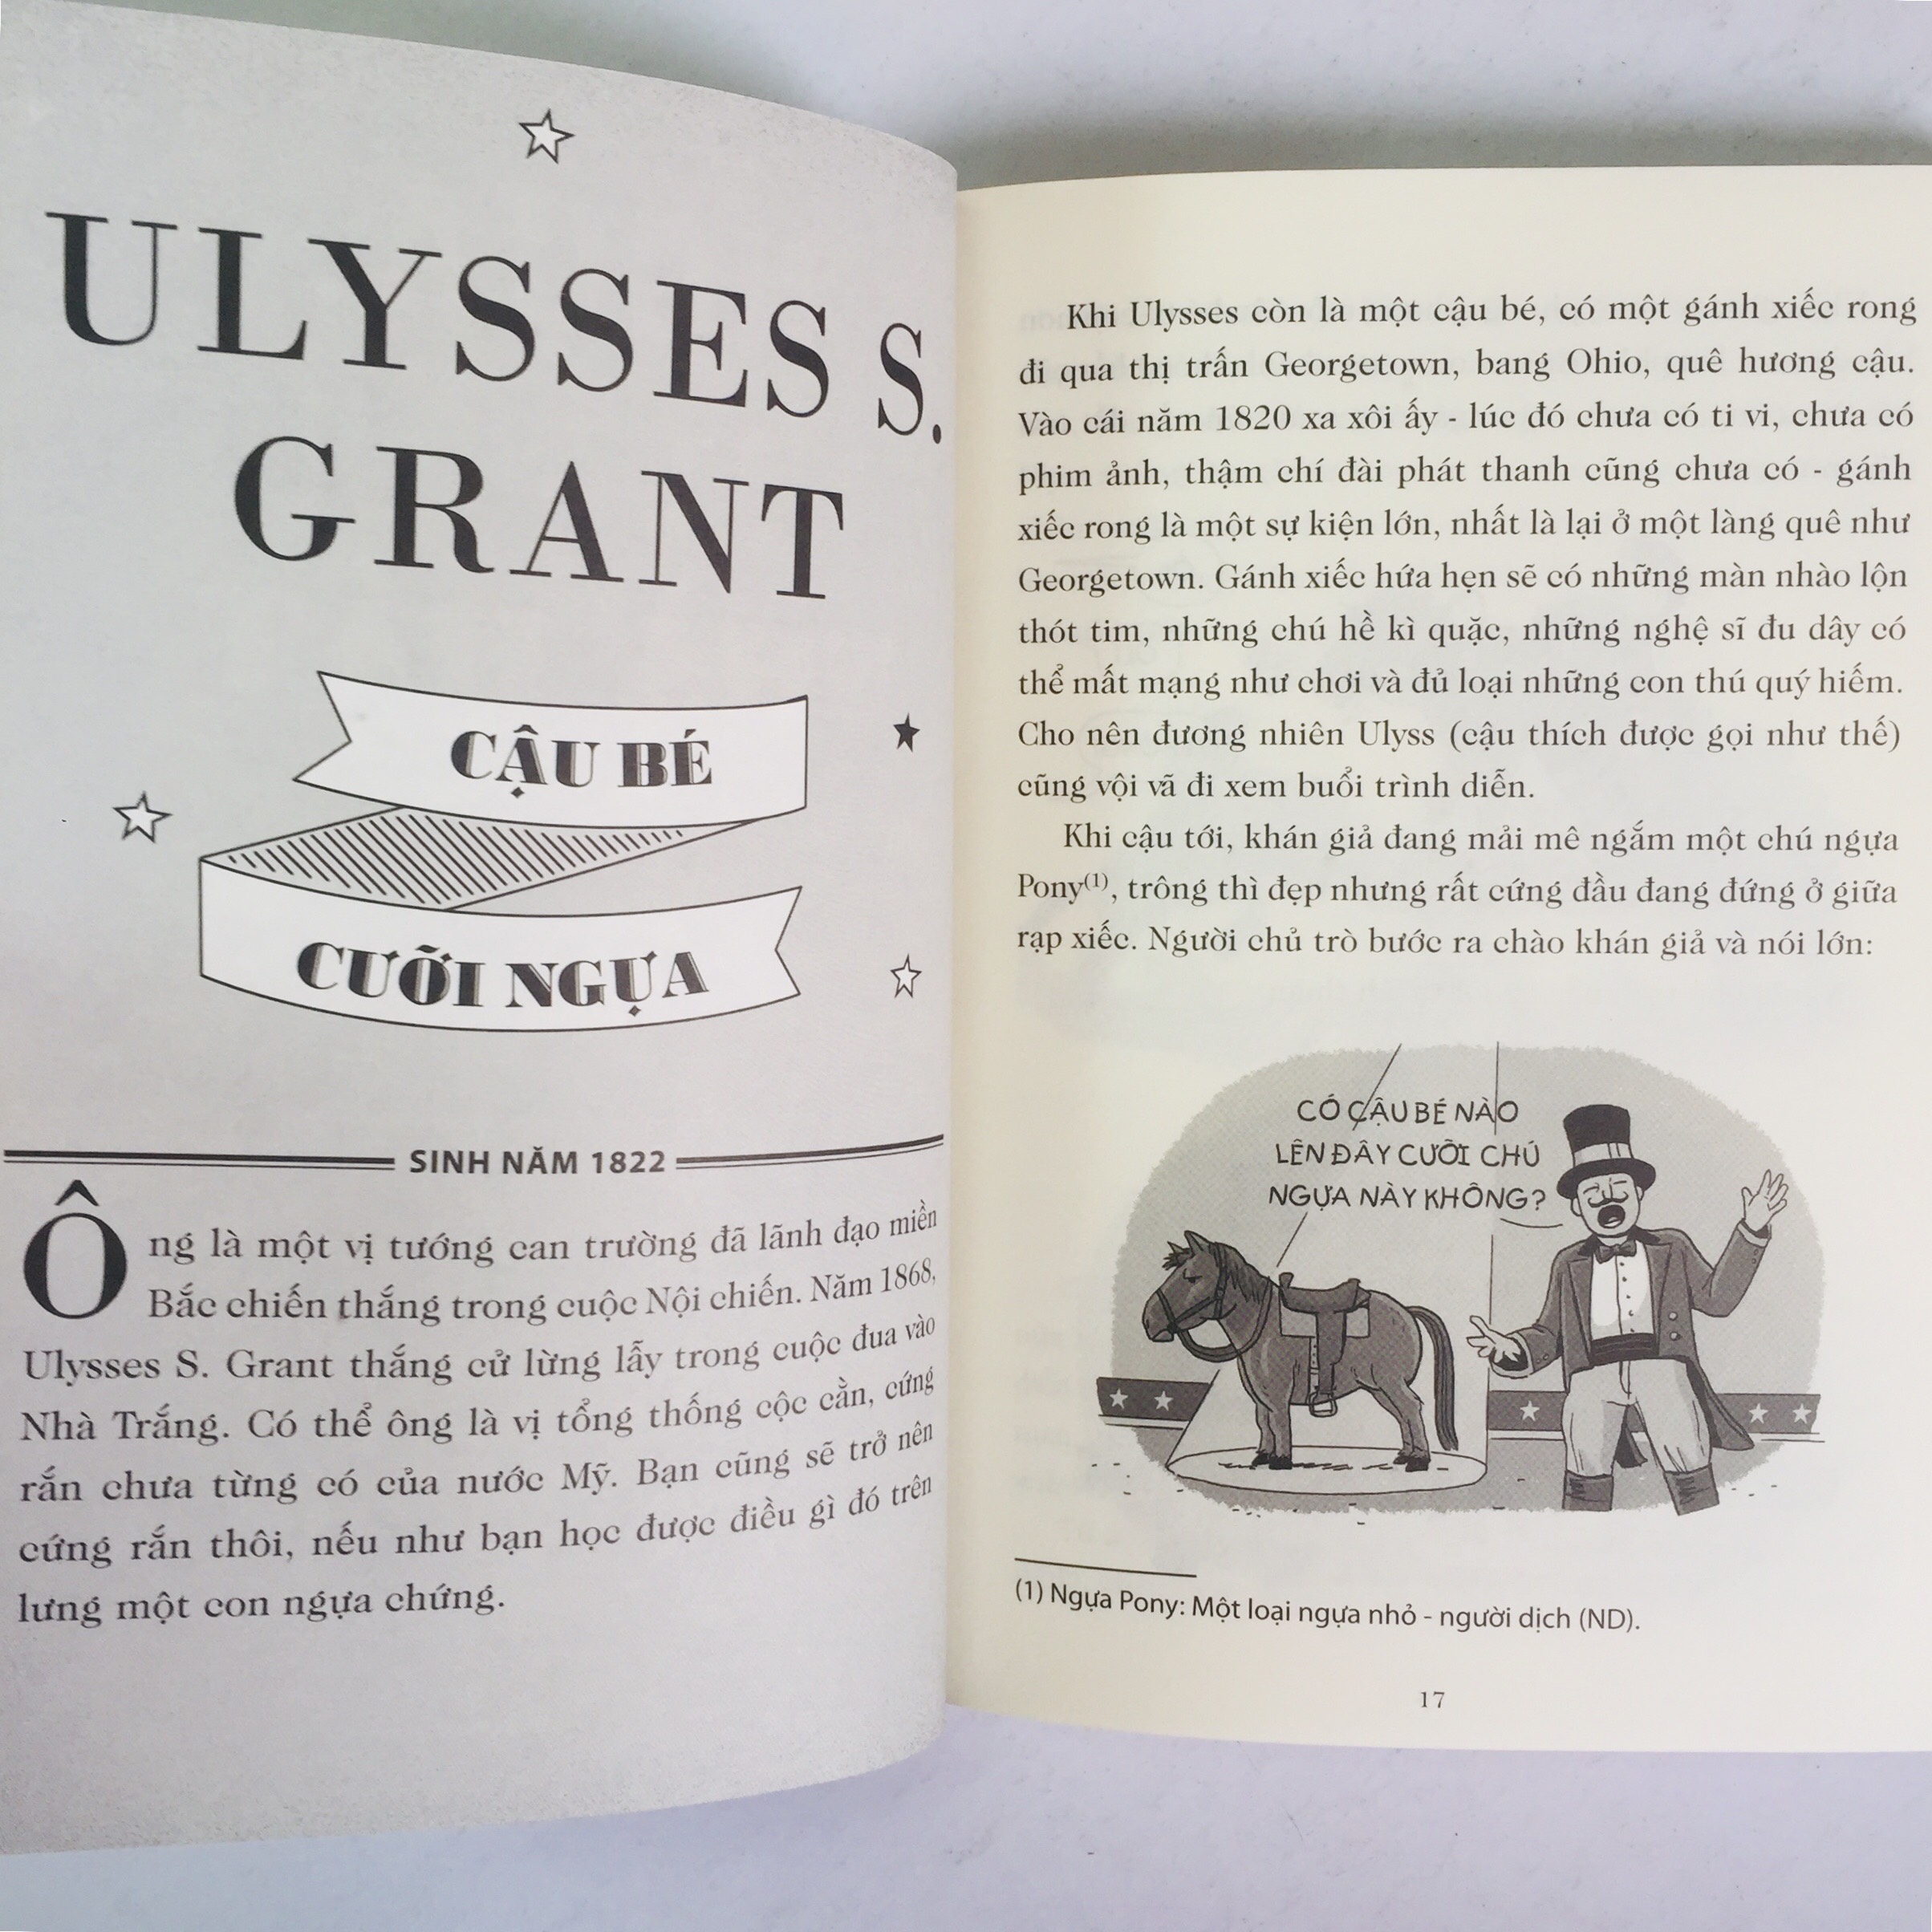 ULYSSES S.
GRANT
CẬU BÉ
CƯỠI NGỰA
SINH NĂM 1822
Ông là một vị tướng can trường đã lãnh đạo miền
Bắc chiến thắng trong cuộc Nội chiến. Năm 1868,
Ulysses S. Grant thắng cử lừng lẫy trong cuộc đua vào
Nhà Trắng. Có thể ông là vị tổng thống cộc cằn, cứng
rắn chưa từng có của nước Mỹ. Bạn cũng sẽ trở nên
cứng rắn thôi, nếu như bạn học được điều gì đó trên
lưng một con ngựa chứng.
Khi Ulysses còn là một cậu bé, có một gánh xiếc rong
đi qua thị trấn Georgetown, bang Ohio, quê hương cậu.
Vào cái năm 1820 xa xôi ấy - lúc đó chưa có ti vi, chưa có
phim ảnh, thậm chí đài phát thanh cũng chưa có - gánh
xiếc rong là một sự kiện lớn, nhất là lại ở một làng quê như
Georgetown. Gánh xiếc hứa hẹn sẽ có những màn nhào lộn
thót tim, những chú hề kì quặc, những nghệ sĩ đu dây có
thể mất mạng như chơi và đủ loại những con thú quý hiếm.
Cho nên đương nhiên Ulyss (cậu thích được gọi như thế)
cũng vội vã đi xem buổi trình diễn.
Khi cậu tới, khán giả đang mải mê ngắm một chú ngựa
Pony(1), trông thì đẹp nhưng rất cứng đầu đang đứng ở giữa
rạp xiếc. Người chủ trò bước ra chào khán giả và nói lớn:
CÓ CẬU BÉ NÀO
LÊN ĐÂY CƯỠI CHÚ
NGỰA NÀY KHÔNG?
(1) Ngựa Pony: Một loại ngựa nhỏ - người dịch (ND).
17